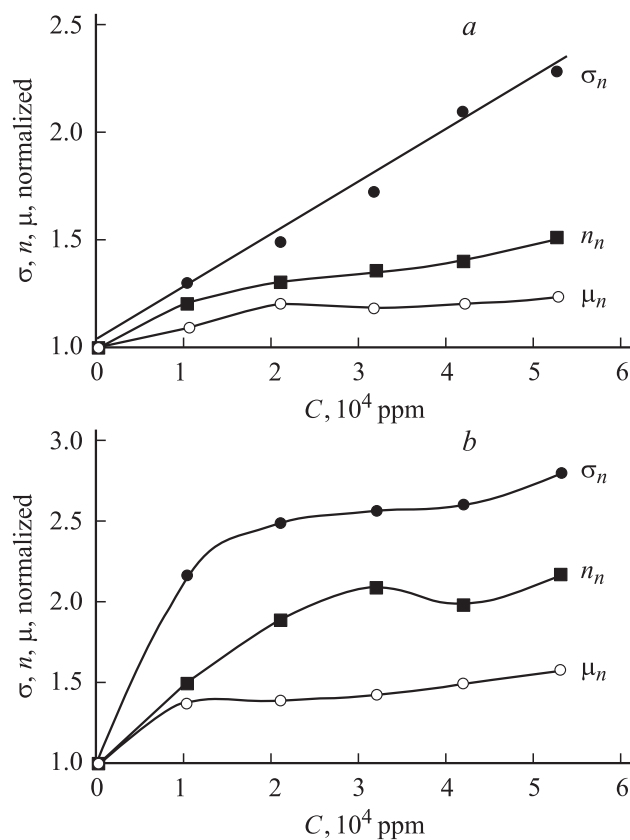 a
2.5
2.0
1.5
1.0
σ, n, μ, normalized
σn
nn
μn
0 1 2 3 4 5 6
C, 10⁴ ppm
b
3.0
2.5
2.0
1.5
1.0
σ, n, μ, normalized
σn
nn
μn
0 1 2 3 4 5 6
C, 10⁴ ppm